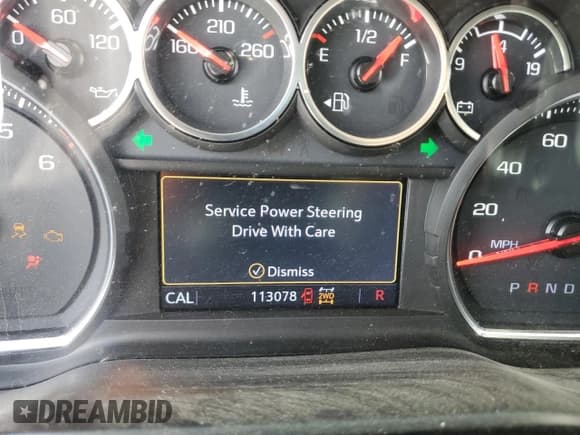 60
120
160
210
260
E
1/2
F
9
14
19
5
6
Service Power Steering
Drive With Care
Dismiss
CAL
113078
2WD
R
60
40
20
0
MPH
P R N D
DREAMBID